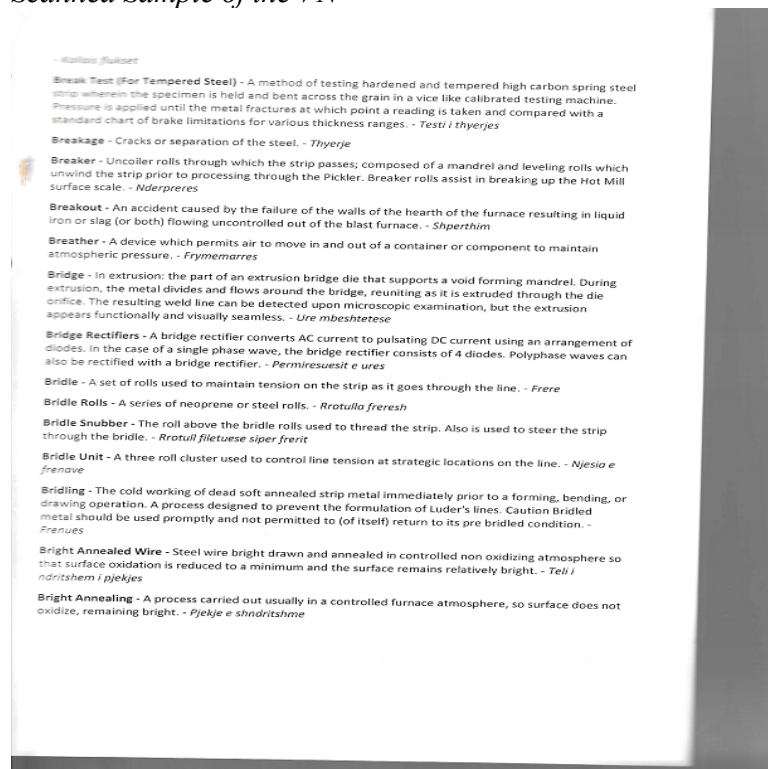 Scanned Sample of the VN
- Kallon flukset
Break Test (For Tempered Steel) - A method of testing hardened and tempered high carbon spring steel
strip wherein the specimen is held and bent across the grain in a vice like calibrated testing machine.
Pressure is applied until the metal fractures at which point a reading is taken and compared with a
standard chart of brake limitations for various thickness ranges. - Testi i thyerjes
Breakage - Cracks or separation of the steel. - Thyerje
Breaker - Uncoiler rolls through which the strip passes; composed of a mandrel and leveling rolls which
unwind the strip prior to processing through the Pickler. Breaker rolls assist in breaking up the Hot Mill
surface scale. - Nderpreres
Breakout - An accident caused by the failure of the walls of the hearth of the furnace resulting in liquid
iron or slag (or both) flowing uncontrolled out of the blast furnace. - Shperthim
Breather - A device which permits air to move in and out of a container or component to maintain
atmospheric pressure. - Frymemarres
Bridge - In extrusion: the part of an extrusion bridge die that supports a void forming mandrel. During
extrusion, the metal divides and flows around the bridge, reuniting as it is extruded through the die
orifice. The resulting weld line can be detected upon microscopic examination, but the extrusion
appears functionally and visually seamless. - Ure mbeshtetese
Bridge Rectifiers - A bridge rectifier converts AC current to pulsating DC current using an arrangement of
diodes. In the case of a single phase wave, the bridge rectifier consists of 4 diodes. Polyphase waves can
also be rectified with a bridge rectifier. - Permiresuesit e ures
Bridle - A set of rolls used to maintain tension on the strip as it goes through the line. - Frere
Bridle Rolls - A series of neoprene or steel rolls. - Rrotulla freresh
Bridle Snubber - The roll above the bridle rolls used to thread the strip. Also is used to steer the strip
through the bridle. - Rrotull filetuese siper frerit
Bridle Unit - A three roll cluster used to control line tension at strategic locations on the line. - Njesia e
frenave
Bridling - The cold working of dead soft annealed strip metal immediately prior to a forming, bending, or
drawing operation. A process designed to prevent the formulation of Luder's lines. Caution Bridled
metal should be used promptly and not permitted to (of itself) return to its pre bridled condition. -
Frenues
Bright Annealed Wire - Steel wire bright drawn and annealed in controlled non oxidizing atmosphere so
that surface oxidation is reduced to a minimum and the surface remains relatively bright. - Teli i
ndritshem i pjekjes
Bright Annealing - A process carried out usually in a controlled furnace atmosphere, so surface does not
oxidize, remaining bright. - Pjekje e shndritshme